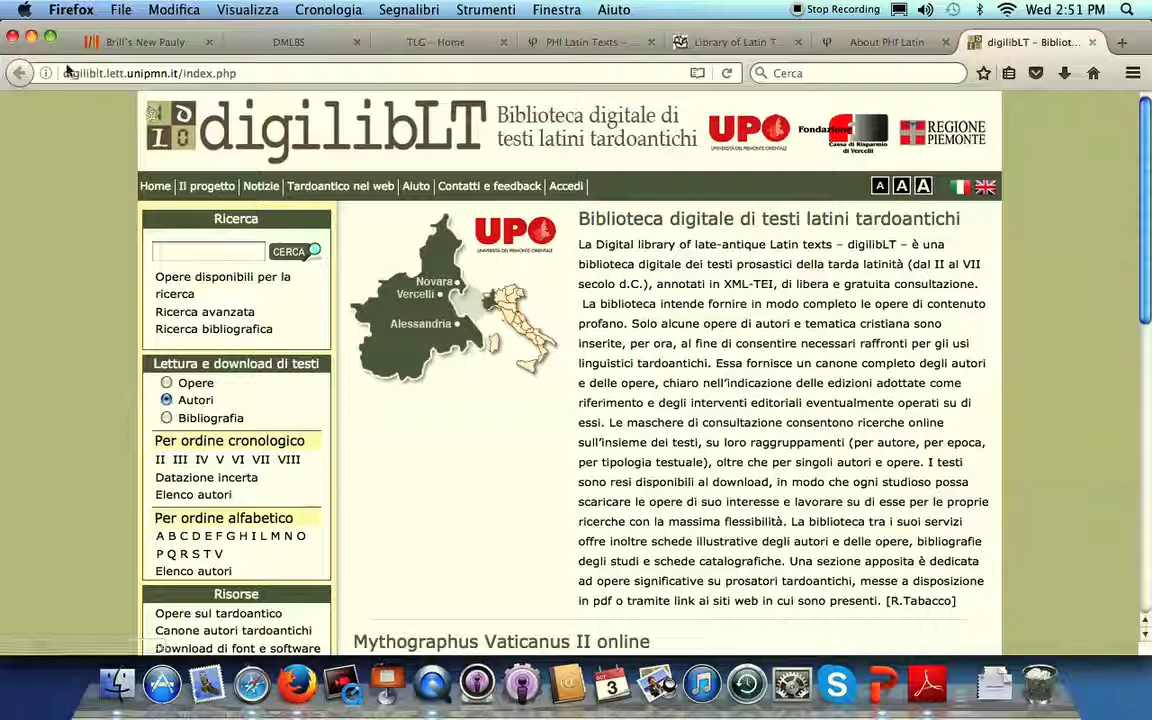 Firefox File Modifica Visualizza Cronologia Segnalibri Strumenti Finestra Aiuto Stop Recording Wed 2:51 PM
Brill's New Pauly DMLBS TLG – Home PHI Latin Texts – Library of Latin T About PHI Latin digilibLT – Bibliot...
digiliblt.lett.unipmn.it/index.php Cerca
digilibLT
Biblioteca digitale di
testi latini tardoantichi
UPO
UNIVERSITÀ DEL PIEMONTE ORIENTALE
Fondazione
Cassa di Risparmio
di Vercelli
REGIONE
PIEMONTE
Home Il progetto Notizie Tardoantico nel web Aiuto Contatti e feedback Accedi A A A
Ricerca
CERCA
Opere disponibili per la
ricerca
Ricerca avanzata
Ricerca bibliografica
Lettura e download di testi
Opere
Autori
Bibliografia
Per ordine cronologico
II III IV V VI VII VIII
Datazione incerta
Elenco autori
Per ordine alfabetico
A B C D E F G H I L M N O
P Q R S T V
Elenco autori
Risorse
Opere sul tardoantico
Canone autori tardoantichi
Download di font e software
UPO
UNIVERSITÀ DEL PIEMONTE ORIENTALE
Novara
Vercelli
Alessandria
Biblioteca digitale di testi latini tardoantichi
La Digital library of late-antique Latin texts – digilibLT – è una
biblioteca digitale dei testi prosastici della tarda latinità (dal II al VII
secolo d.C.), annotati in XML-TEI, di libera e gratuita consultazione.
La biblioteca intende fornire in modo completo le opere di contenuto
profano. Solo alcune opere di autori e tematica cristiana sono
inserite, per ora, al fine di consentire necessari raffronti per gli usi
linguistici tardoantichi. Essa fornisce un canone completo degli autori
e delle opere, chiaro nell'indicazione delle edizioni adottate come
riferimento e degli interventi editoriali eventualmente operati su di
essi. Le maschere di consultazione consentono ricerche online
sull'insieme dei testi, su loro raggruppamenti (per autore, per epoca,
per tipologia testuale), oltre che per singoli autori e opere. I testi
sono resi disponibili al download, in modo che ogni studioso possa
scaricare le opere di suo interesse e lavorare su di esse per le proprie
ricerche con la massima flessibilità. La biblioteca tra i suoi servizi
offre inoltre schede illustrative degli autori e delle opere, bibliografie
degli studi e schede catalografiche. Una sezione apposita è dedicata
ad opere significative su prosatori tardoantichi, messe a disposizione
in pdf o tramite link ai siti web in cui sono presenti. [R.Tabacco]
Mythographus Vaticanus II online